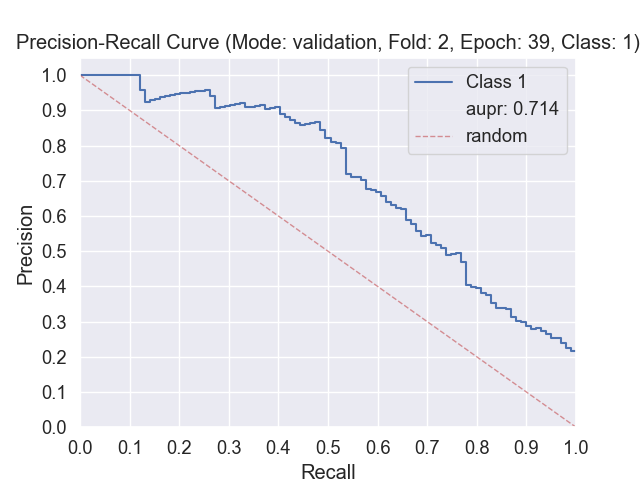 Precision-Recall Curve (Mode: validation, Fold: 2, Epoch: 39, Class: 1)
Class 1
aupr: 0.714
random
Precision
1.0
0.9
0.8
0.7
0.6
0.5
0.4
0.3
0.2
0.1
0.0
0.0 0.1 0.2 0.3 0.4 0.5 0.6 0.7 0.8 0.9 1.0
Recall